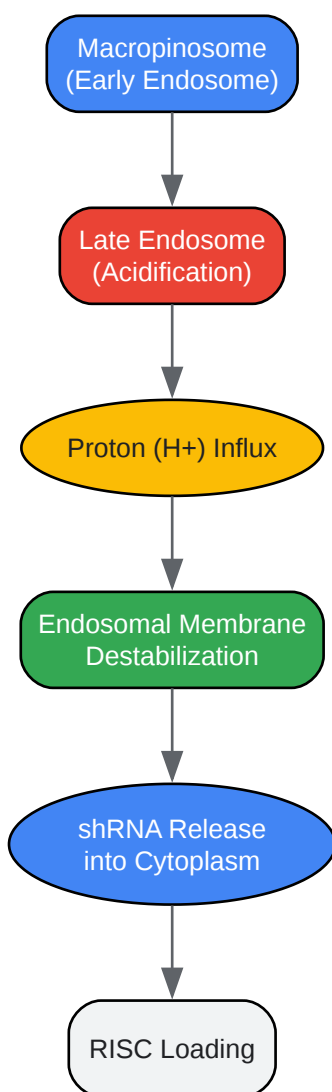 Macropinosome
(Early Endosome)
Late Endosome
(Acidification)
Proton (H+) Influx
Endosomal Membrane
Destabilization
shRNA Release
into Cytoplasm
RISC Loading